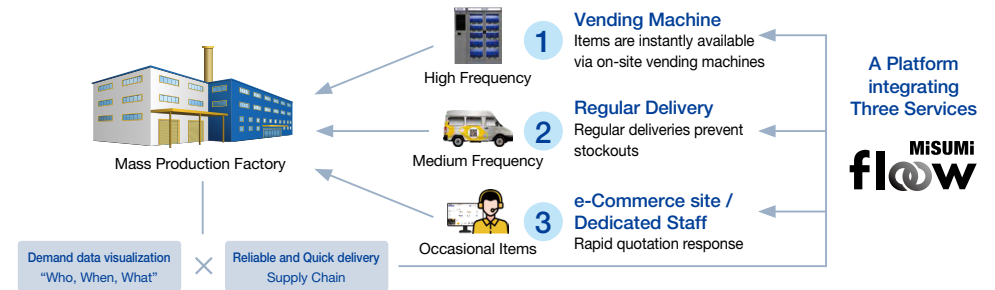 1
Vending Machine
Items are instantly available
via on-site vending machines
High Frequency
2
Regular Delivery
Regular deliveries prevent
stockouts
Medium Frequency
3
e-Commerce site /
Dedicated Staff
Rapid quotation response
Occasional Items
Mass Production Factory
Demand data visualization
“Who, When, What”
Reliable and Quick delivery
Supply Chain
A Platform
integrating
Three Services
MiSUMi
floow